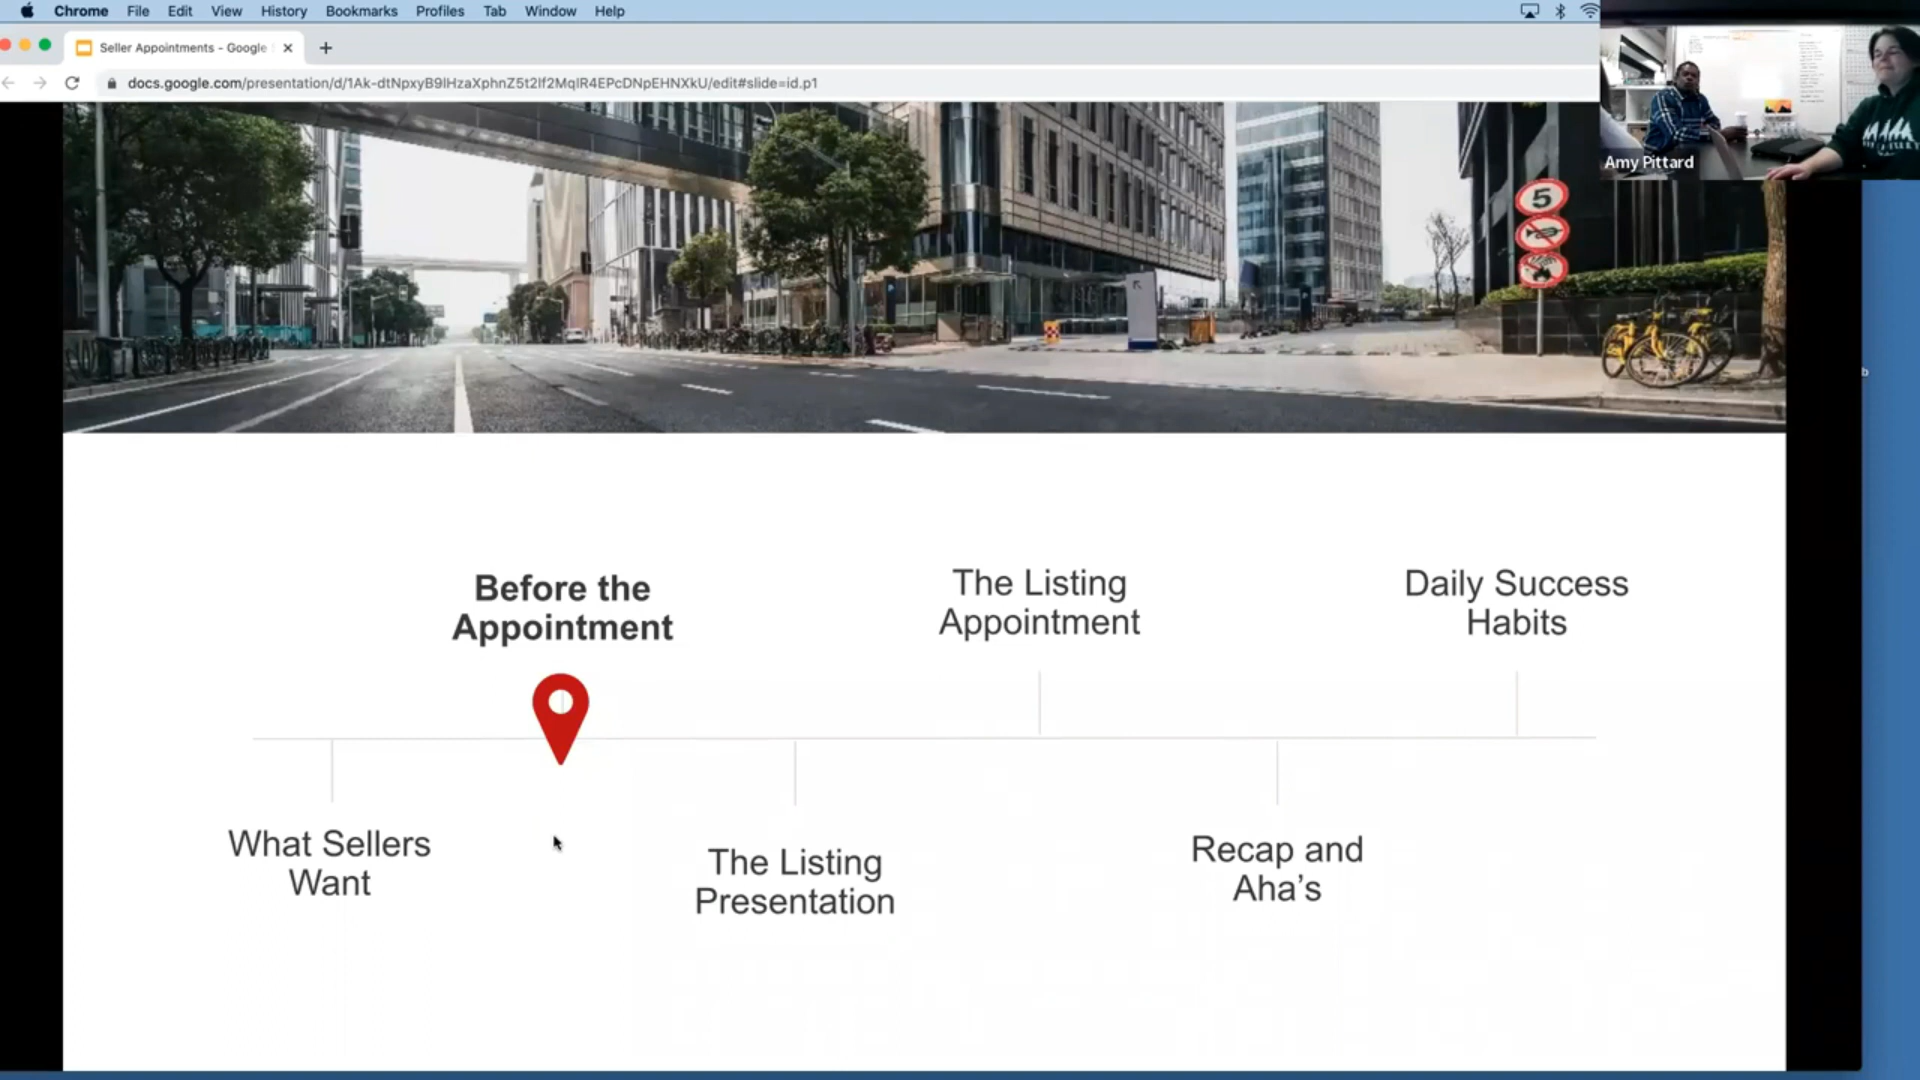 Chrome File Edit View History Bookmarks Profiles Tab Window Help
Seller Appointments - Google
docs.google.com/presentation/d/1Ak-dtNpxyB9lHzaXphnZ5t2lf2MqlR4EPcDNpEHNXkU/edit#slide=id.p1
Amy Pittard
5
Before the
Appointment
The Listing
Appointment
Daily Success
Habits
What Sellers
Want
The Listing
Presentation
Recap and
Aha’s